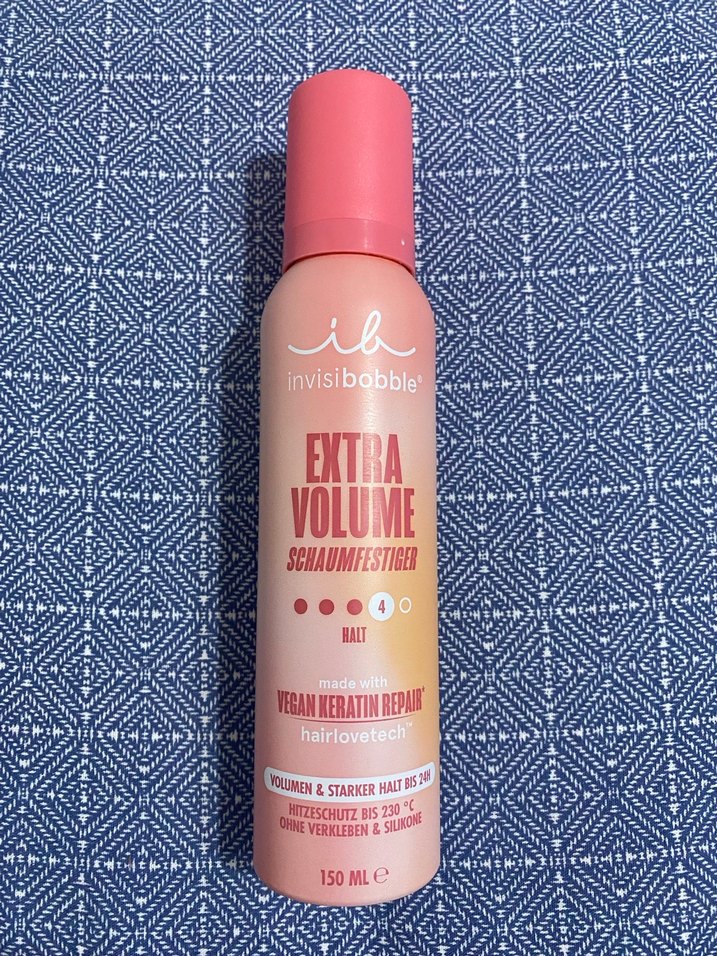 ib
invisibobble®
EXTRA
VOLUME
SCHAUMFESTIGER
4
HALT
made with
VEGAN KERATIN REPAIR*
hairlovetech™
VOLUMEN & STARKER HALT BIS 24H
HITZESCHUTZ BIS 230 °C
OHNE VERKLEBEN & SILIKONE
150 ML ℮